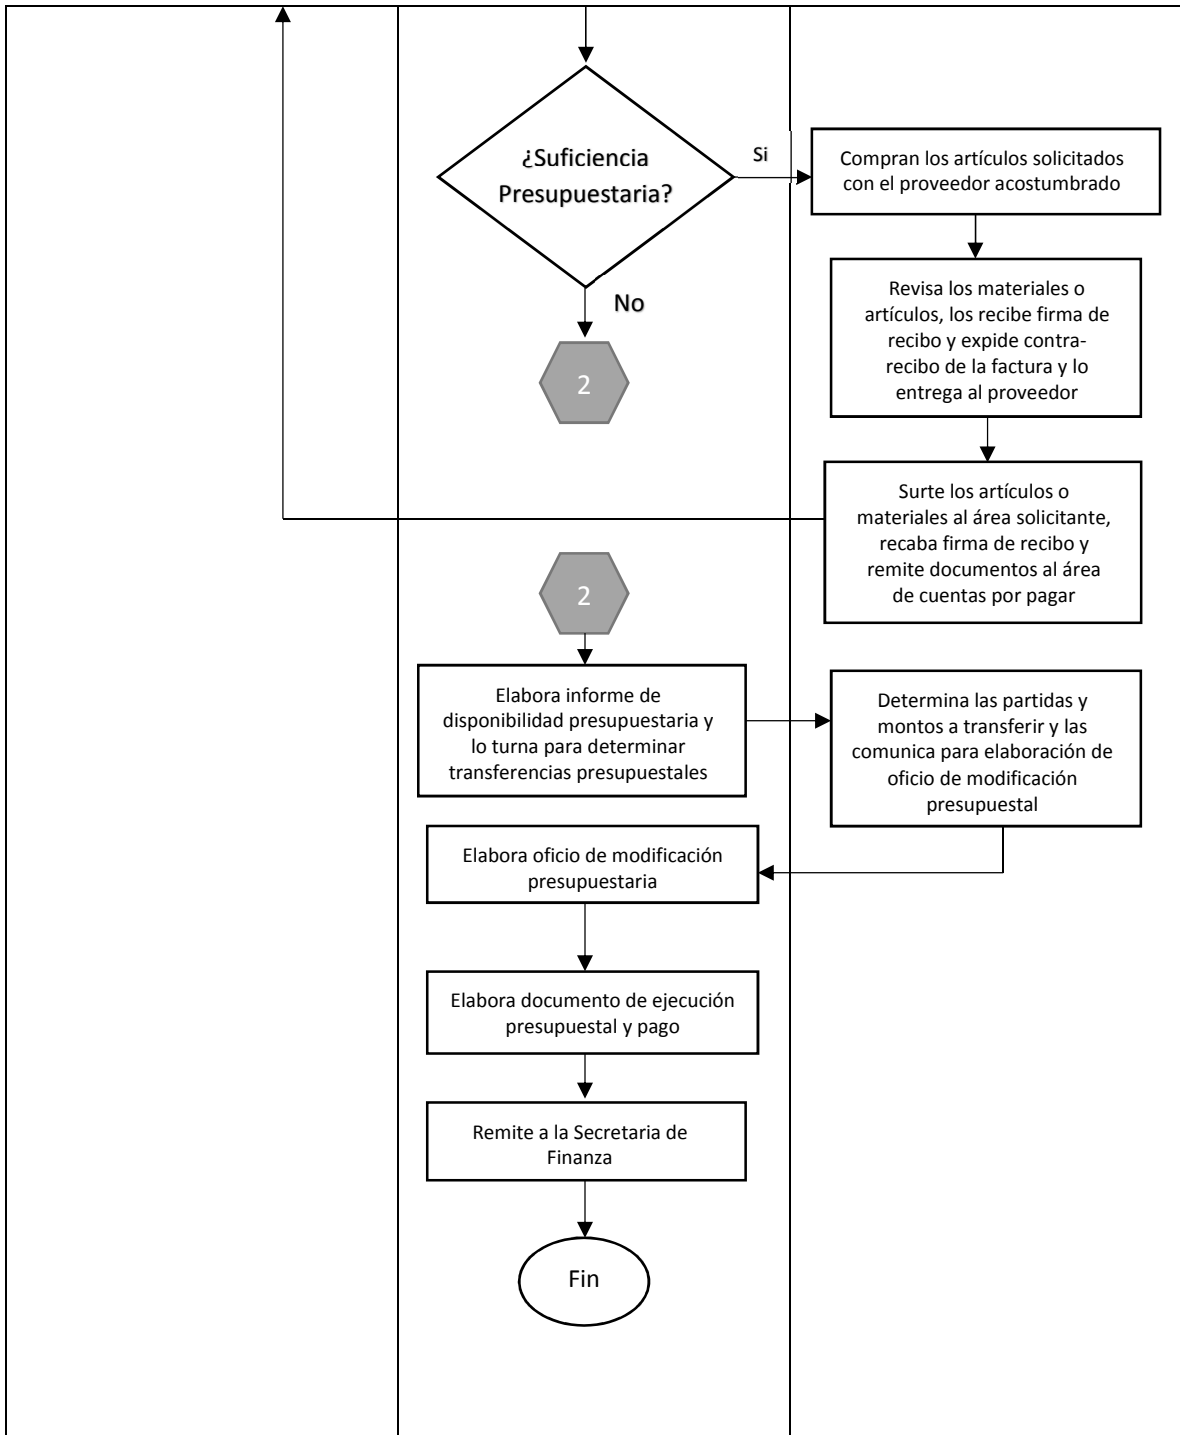 ¿Suficiencia
Presupuestaria?
Si
Compran los artículos solicitados
con el proveedor acostumbrado
Revisa los materiales o
artículos, los recibe firma de
recibo y expide contra-
recibo de la factura y lo
entrega al proveedor
No
2
Surte los artículos o
materiales al área solicitante,
recaba firma de recibo y
remite documentos al área
de cuentas por pagar
2
Elabora informe de
disponibilidad presupuestaria y
lo turna para determinar
transferencias presupuestales
Determina las partidas y
montos a transferir y las
comunica para elaboración de
oficio de modificación
presupuestal
Elabora oficio de modificación
presupuestaria
Elabora documento de ejecución
presupuestal y pago
Remite a la Secretaria de
Finanza
Fin